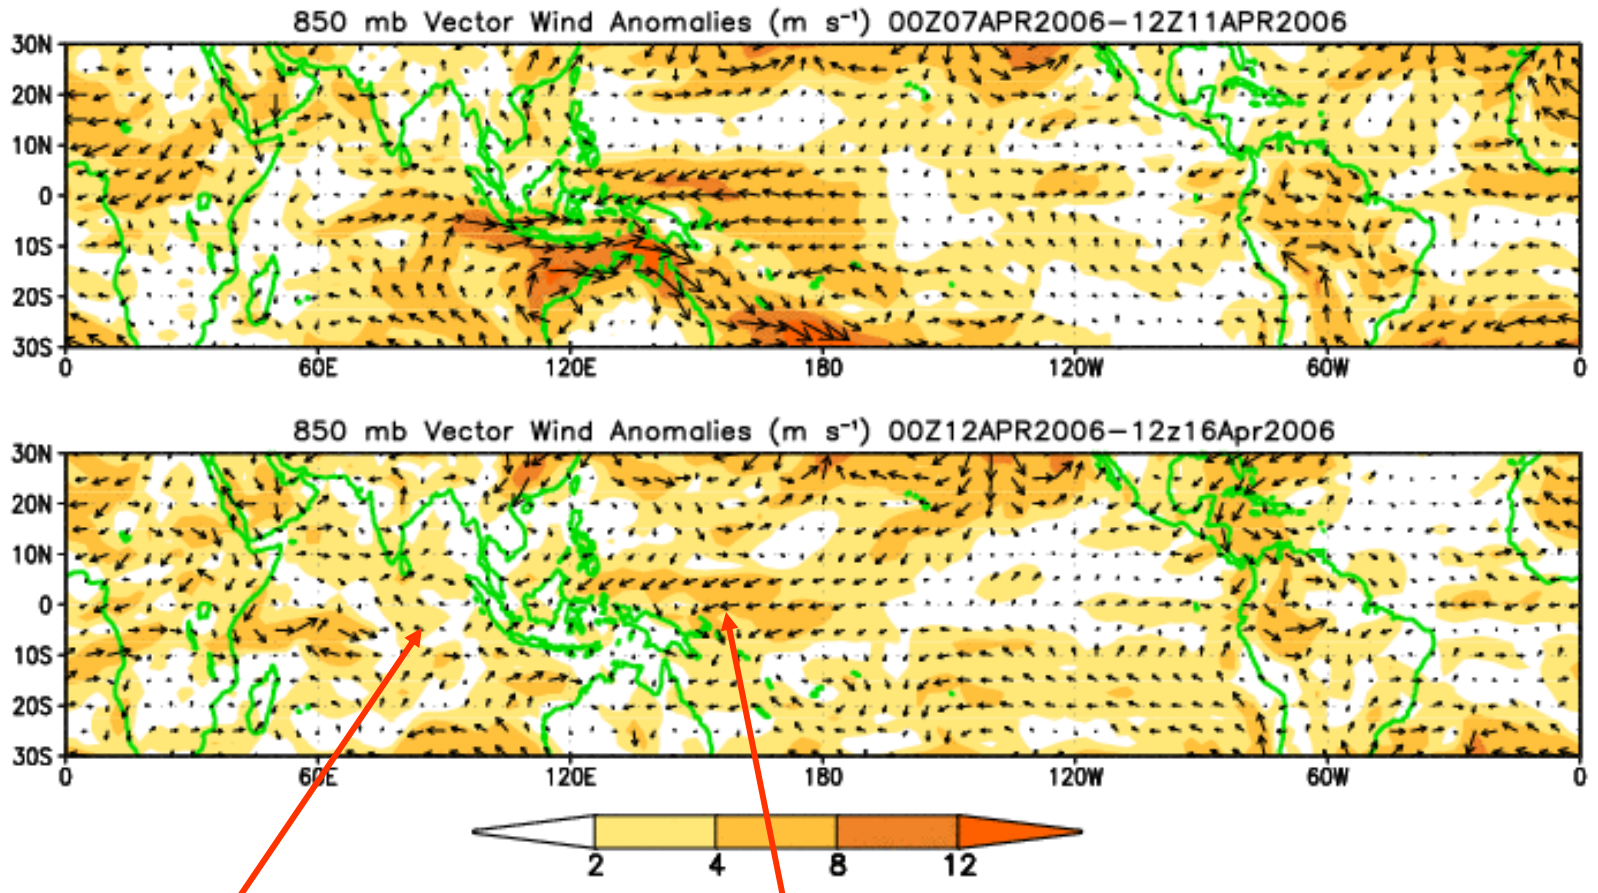 850 mb Vector Wind Anomalies (m s⁻¹) 00Z07APR2006–12Z11APR2006
30N
20N
10N
0
10S
20S
30S
0 60E 120E 180 120W 60W 0
850 mb Vector Wind Anomalies (m s⁻¹) 00Z12APR2006–12z16Apr2006
30N
20N
10N
0
10S
20S
30S
0 60E 120E 180 120W 60W 0
2 4 8 12